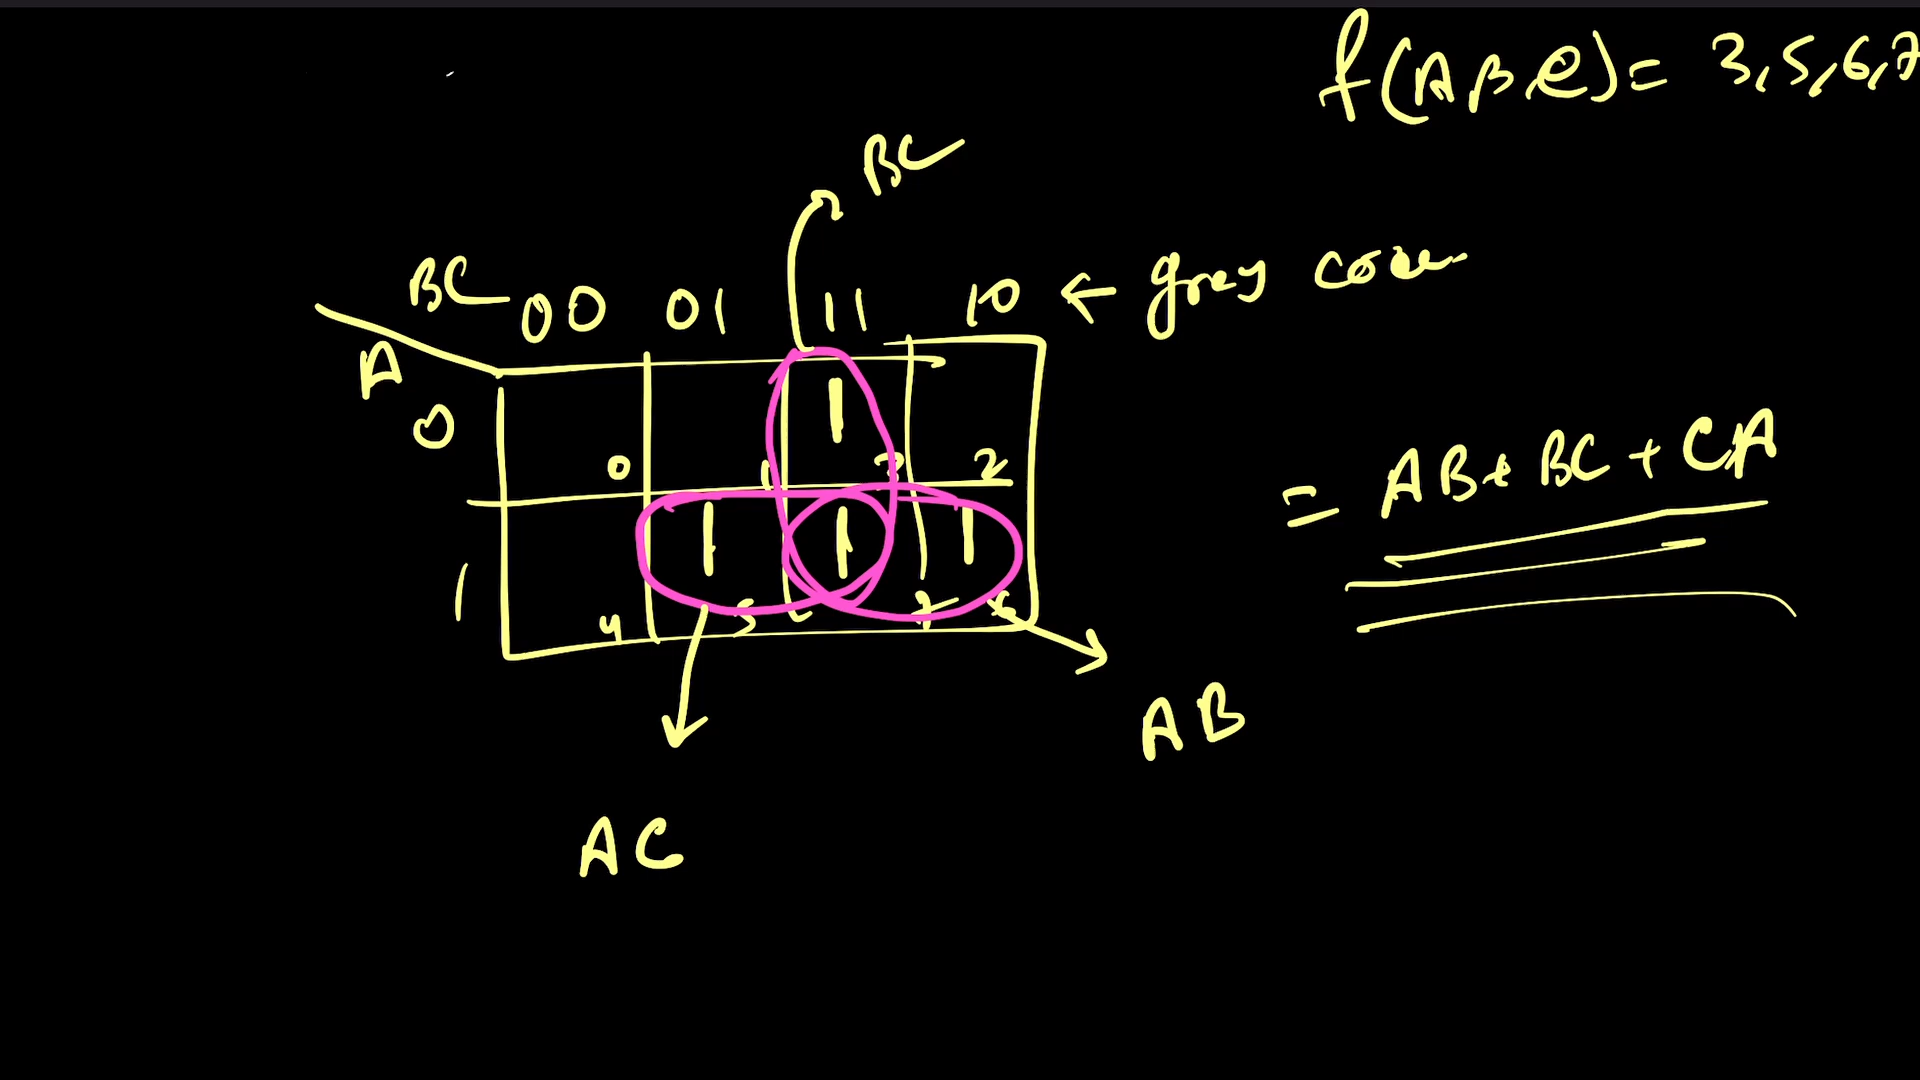 f(A B C) = 3, 5, 6, 7
BC
BC 00 01 11 10 ← grey code
A
0
1
0 1 3 2
1 1 1
4 5 7 6
1
= AB + BC + CA
AB
AC